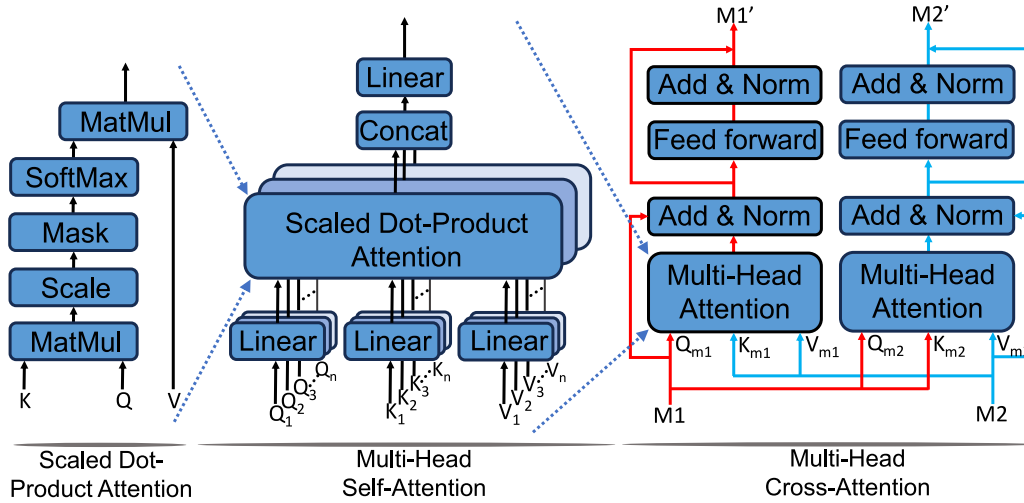 MatMul
SoftMax
Mask
Scale
MatMul
K
Q
V
Scaled Dot-
Product Attention
Linear
Concat
Scaled Dot-Product
Attention
Linear
Linear
Linear
Q1 Q2 Q3 Qn
K1 K2 K3 Kn
V1 V2 V3 Vn
Multi-Head
Self-Attention
M1’ M2’
Add & Norm Add & Norm
Feed forward Feed forward
Add & Norm Add & Norm
Multi-Head
Attention
Multi-Head
Attention
Qm1 Km1 Vm1 Qm2 Km2 Vm2
M1 M2
Multi-Head
Cross-Attention